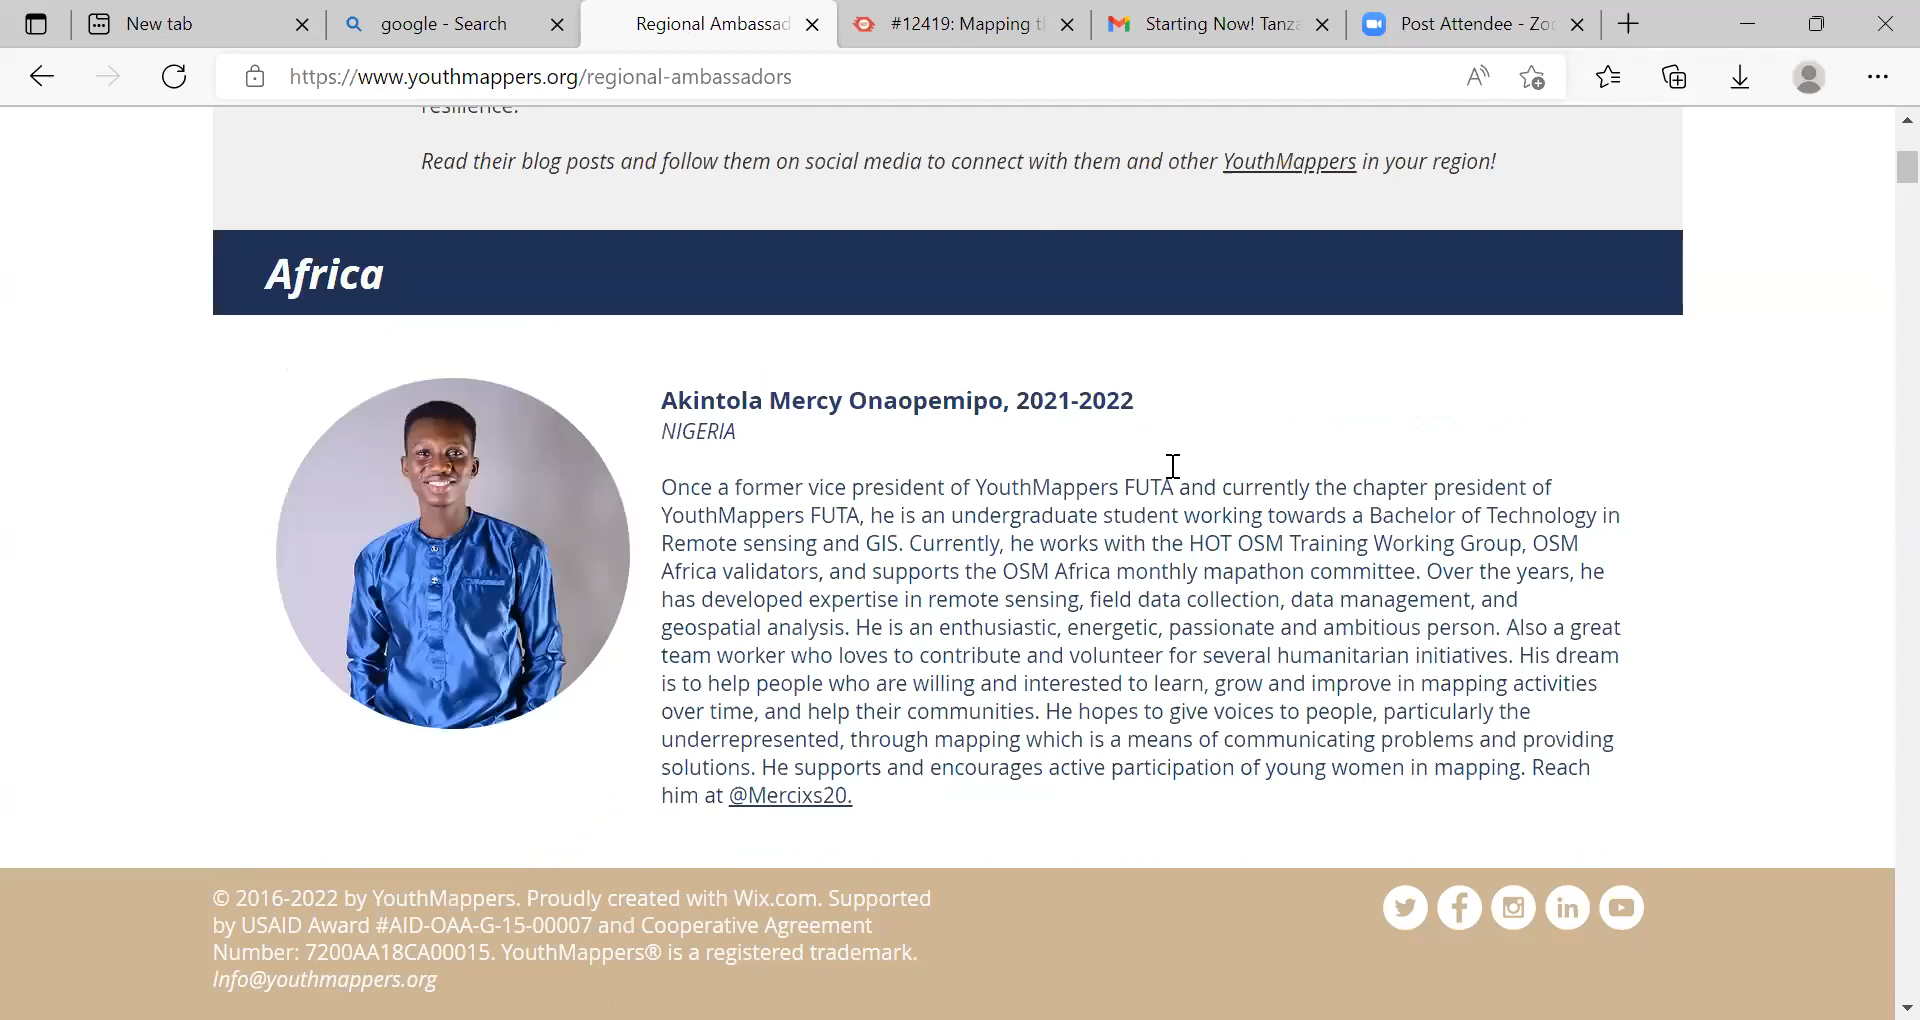 New tab
google - Search
Regional Ambassad
#12419: Mapping t
Starting Now! Tanza
Post Attendee - Zo
https://www.youthmappers.org/regional-ambassadors
resilience.
Read their blog posts and follow them on social media to connect with them and other YouthMappers in your region!
Africa
Akintola Mercy Onaopemipo, 2021-2022
NIGERIA
Once a former vice president of YouthMappers FUTA and currently the chapter president of
YouthMappers FUTA, he is an undergraduate student working towards a Bachelor of Technology in
Remote sensing and GIS. Currently, he works with the HOT OSM Training Working Group, OSM
Africa validators, and supports the OSM Africa monthly mapathon committee. Over the years, he
has developed expertise in remote sensing, field data collection, data management, and
geospatial analysis. He is an enthusiastic, energetic, passionate and ambitious person. Also a great
team worker who loves to contribute and volunteer for several humanitarian initiatives. His dream
is to help people who are willing and interested to learn, grow and improve in mapping activities
over time, and help their communities. He hopes to give voices to people, particularly the
underrepresented, through mapping which is a means of communicating problems and providing
solutions. He supports and encourages active participation of young women in mapping. Reach
him at @Mercixs20.
© 2016-2022 by YouthMappers. Proudly created with Wix.com. Supported
by USAID Award #AID-OAA-G-15-00007 and Cooperative Agreement
Number: 7200AA18CA00015. YouthMappers® is a registered trademark.
Info@youthmappers.org